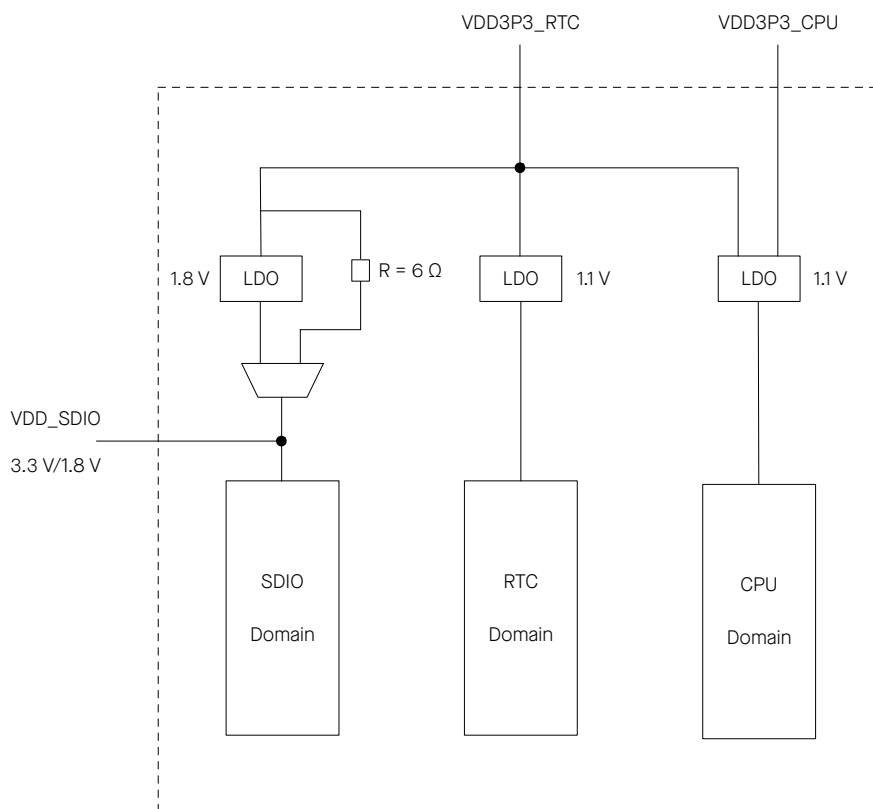 VDD3P3_RTC
VDD3P3_CPU
1.8 V
LDO
R = 6 Ω
LDO
1.1 V
LDO
1.1 V
VDD_SDIO
3.3 V/1.8 V
SDIO
Domain
RTC
Domain
CPU
Domain